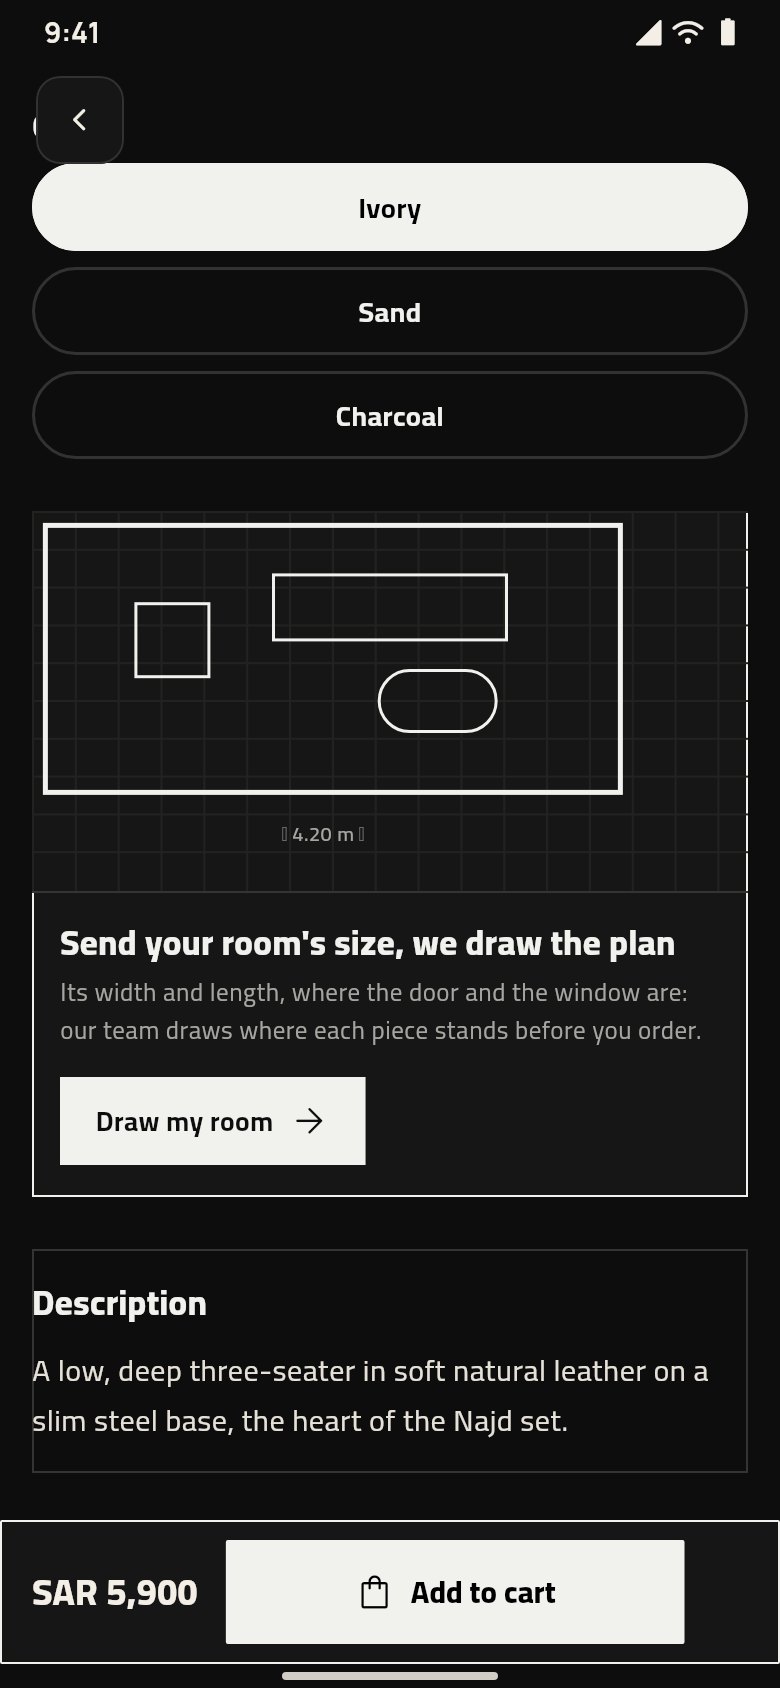 9:41
Ivory
Sand
Charcoal
4.20 m
Send your room's size, we draw the plan
Its width and length, where the door and the window are:
our team draws where each piece stands before you order.
Draw my room
Description
A low, deep three-seater in soft natural leather on a
slim steel base, the heart of the Najd set.
SAR 5,900
Add to cart